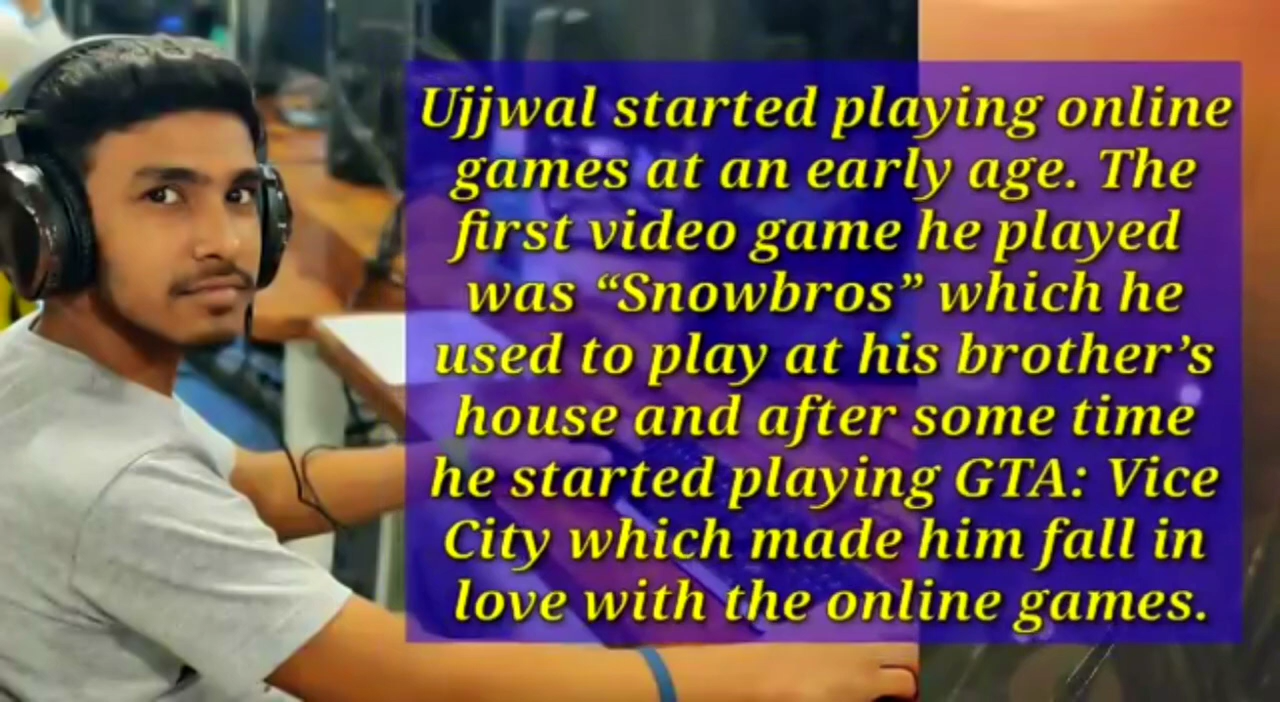 Ujjwal started playing online
games at an early age. The
first video game he played
was “Snowbros” which he
used to play at his brother’s
house and after some time
he started playing GTA: Vice
City which made him fall in
love with the online games.